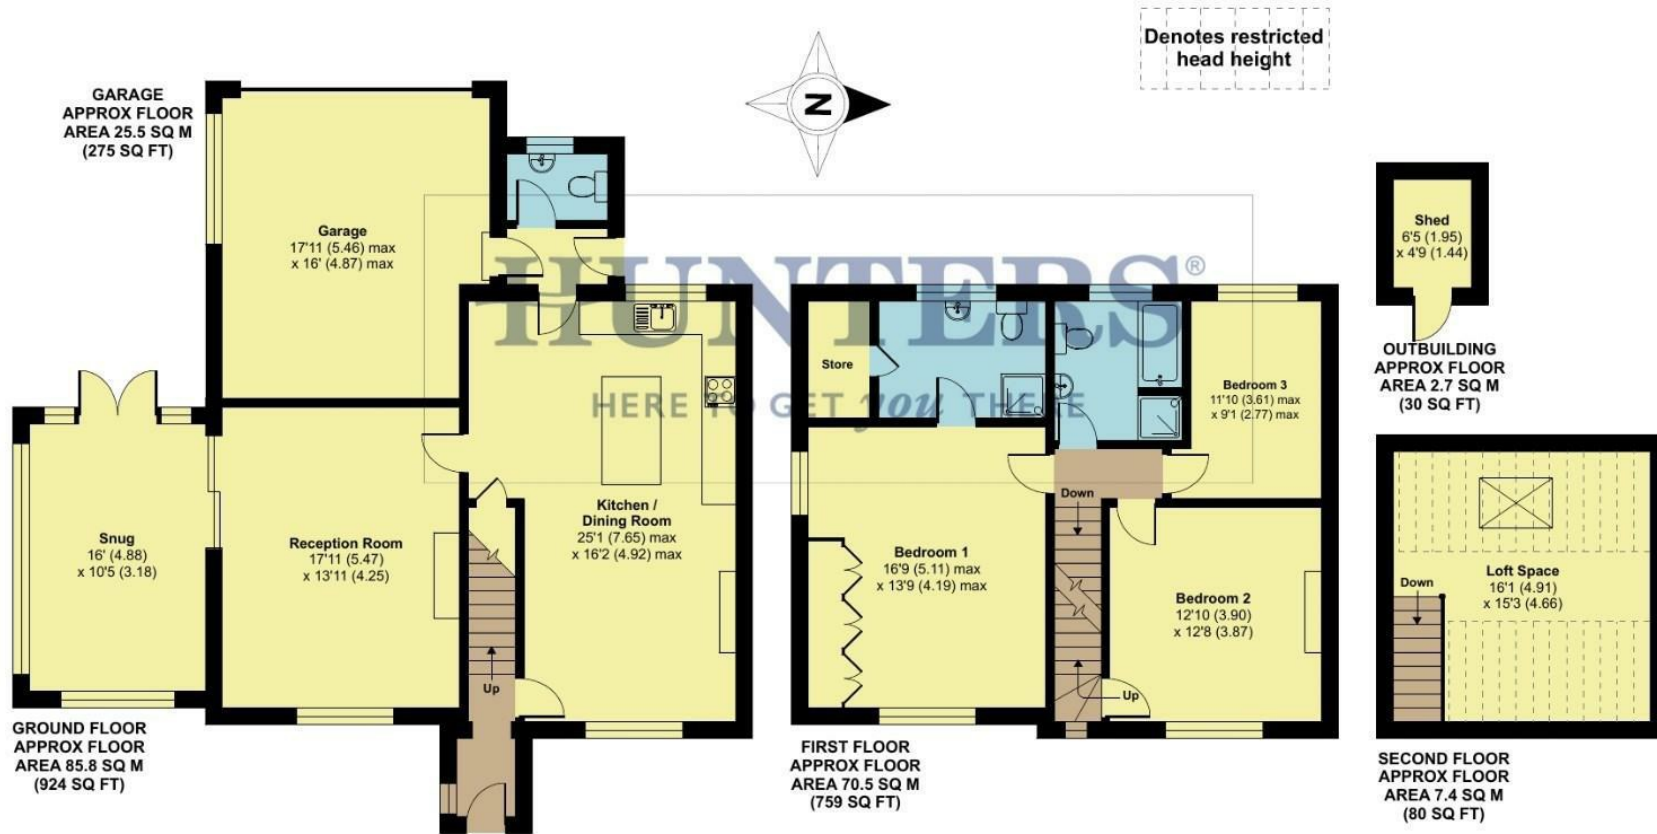 Denotes restricted
head height
GARAGE
APPROX FLOOR
AREA 25.5 SQ M
(275 SQ FT)
N
Garage
17'11 (5.46) max
x 16' (4.87) max
Shed
6'5 (1.95)
x 4'9 (1.44)
OUTBUILDING
APPROX FLOOR
AREA 2.7 SQ M
(30 SQ FT)
HUNTERS®
HERE TO GET you THERE
Store
Bedroom 3
11'10 (3.61) max
x 9'1 (2.77) max
Snug
16' (4.88)
x 10'5 (3.18)
Reception Room
17'11 (5.47)
x 13'11 (4.25)
Kitchen /
Dining Room
25'1 (7.65) max
x 16'2 (4.92) max
Up
Bedroom 1
16'9 (5.11) max
x 13'9 (4.19) max
Down
Up
Bedroom 2
12'10 (3.90)
x 12'8 (3.87)
Down
Loft Space
16'1 (4.91)
x 15'3 (4.66)
GROUND FLOOR
APPROX FLOOR
AREA 85.8 SQ M
(924 SQ FT)
FIRST FLOOR
APPROX FLOOR
AREA 70.5 SQ M
(759 SQ FT)
SECOND FLOOR
APPROX FLOOR
AREA 7.4 SQ M
(80 SQ FT)